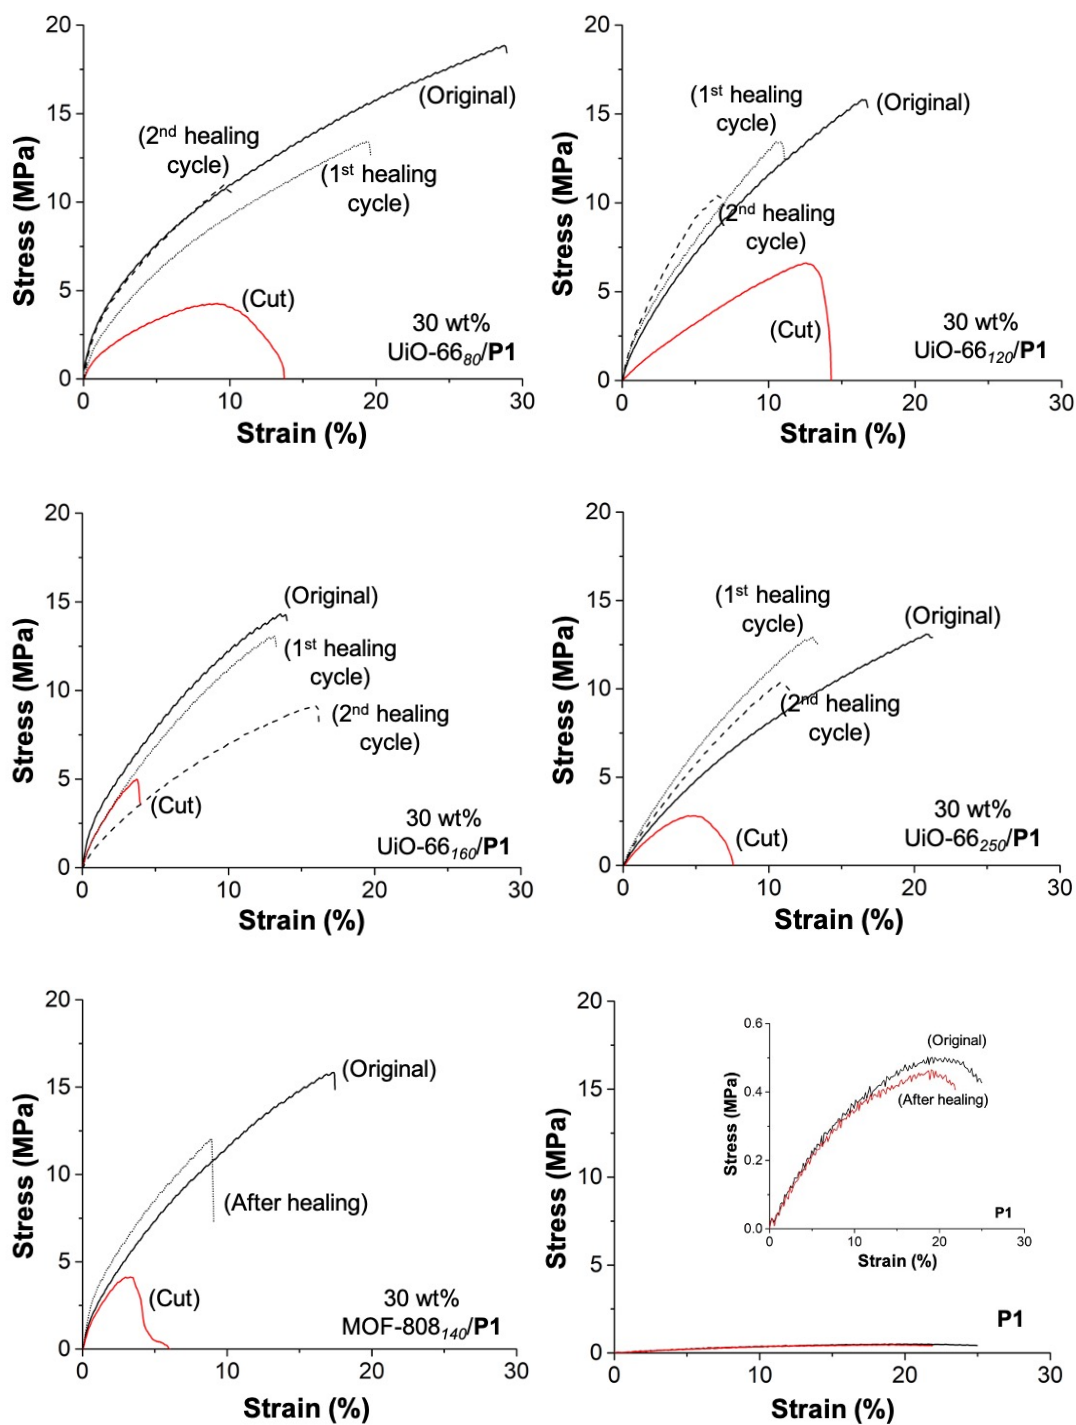 20
15
10
5
0
0
10
20
30
Stress (MPa)
Strain (%)
(Original)
(2nd healing
cycle)
(1st healing
cycle)
(Cut)
30 wt%
UiO-6680/P1
20
15
10
5
0
0
10
20
30
Stress (MPa)
Strain (%)
(1st healing
cycle)
(Original)
(2nd healing
cycle)
(Cut)
30 wt%
UiO-66120/P1
20
15
10
5
0
0
10
20
30
Stress (MPa)
Strain (%)
(Original)
(1st healing
cycle)
(2nd healing
cycle)
(Cut)
30 wt%
UiO-66160/P1
20
15
10
5
0
0
10
20
30
Stress (MPa)
Strain (%)
(1st healing
cycle)
(Original)
(2nd healing
cycle)
(Cut)
30 wt%
UiO-66250/P1
20
15
10
5
0
0
10
20
30
Stress (MPa)
Strain (%)
(Original)
(After healing)
(Cut)
30 wt%
MOF-808140/P1
20
15
10
5
0
0
10
20
30
Stress (MPa)
Strain (%)
0.6
0.4
0.2
0.0
0
10
20
30
Stress (MPa)
Strain (%)
(Original)
(After healing)
P1
P1